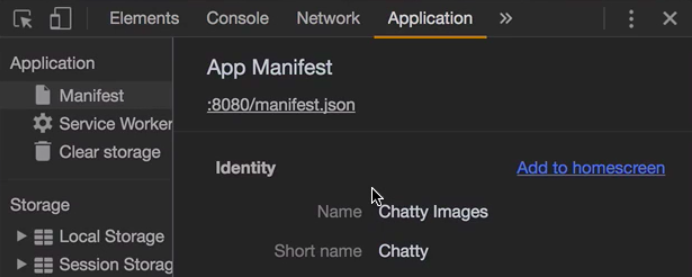 Elements Console Network Application »
Application
Manifest
Service Worker
Clear storage
Storage
Local Storage
Session Storag
App Manifest
:8080/manifest.json
Identity Add to homescreen
Name Chatty Images
Short name Chatty